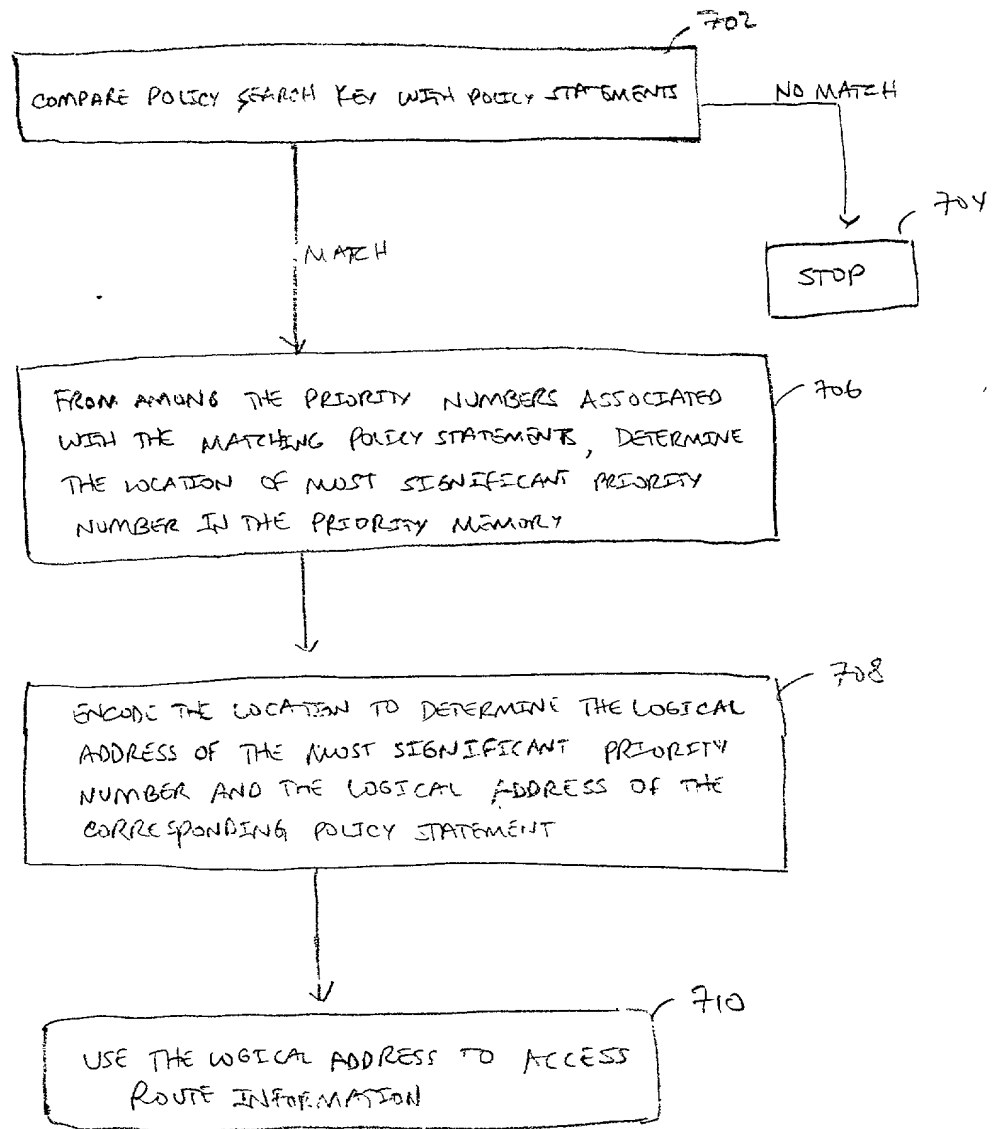 702
COMPARE POLICY SEARCH KEY WITH POLICY STATEMENTS
NO MATCH
704
STOP
MATCH
706
FROM AMONG THE PRIORITY NUMBERS ASSOCIATED
WITH THE MATCHING POLICY STATEMENTS, DETERMINE
THE LOCATION OF MOST SIGNIFICANT PRIORITY
NUMBER IN THE PRIORITY MEMORY
708
ENCODE THE LOCATION TO DETERMINE THE LOGICAL
ADDRESS OF THE MOST SIGNIFICANT PRIORITY
NUMBER AND THE LOGICAL ADDRESS OF THE
CORRESPONDING POLICY STATEMENT
710
USE THE LOGICAL ADDRESS TO ACCESS
ROUTE INFORMATION